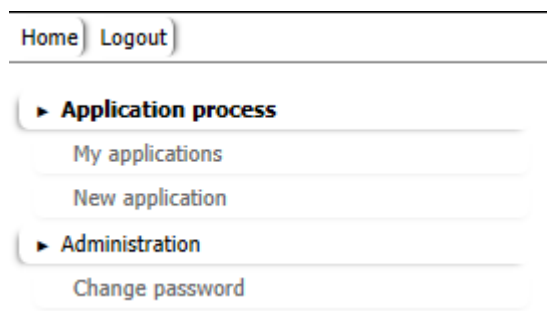 Home Logout
Application process
My applications
New application
Administration
Change password